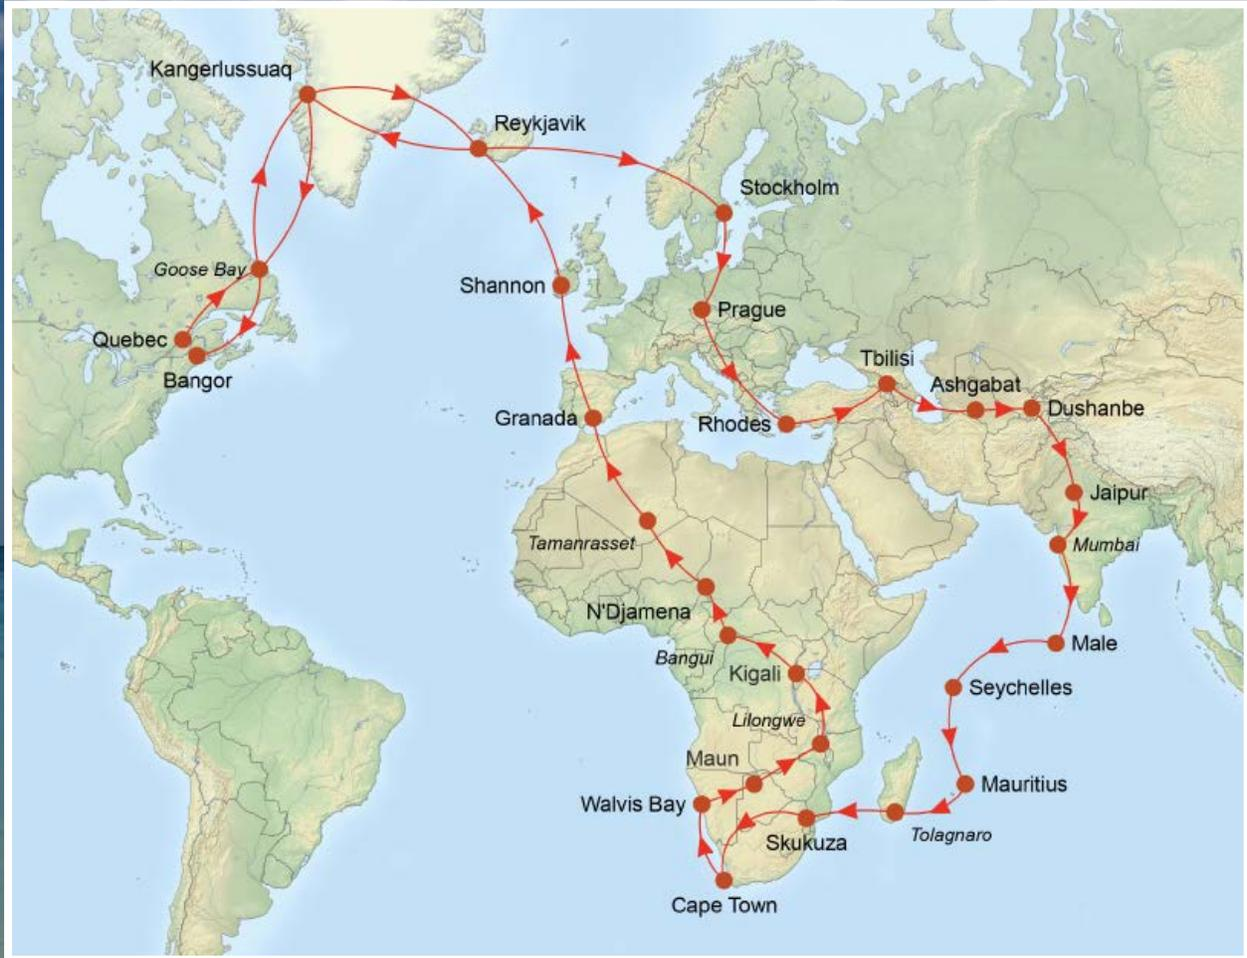 Kangerlussuaq
Reykjavik
Stockholm
Goose Bay
Shannon
Prague
Quebec
Bangor
Tbilisi
Ashgabat
Granada
Rhodes
Dushanbe
Jaipur
Tamanrasset
Mumbai
N'Djamena
Male
Bangui
Kigali
Seychelles
Lilongwe
Maun
Mauritius
Walvis Bay
Tolagnaro
Skukuza
Cape Town